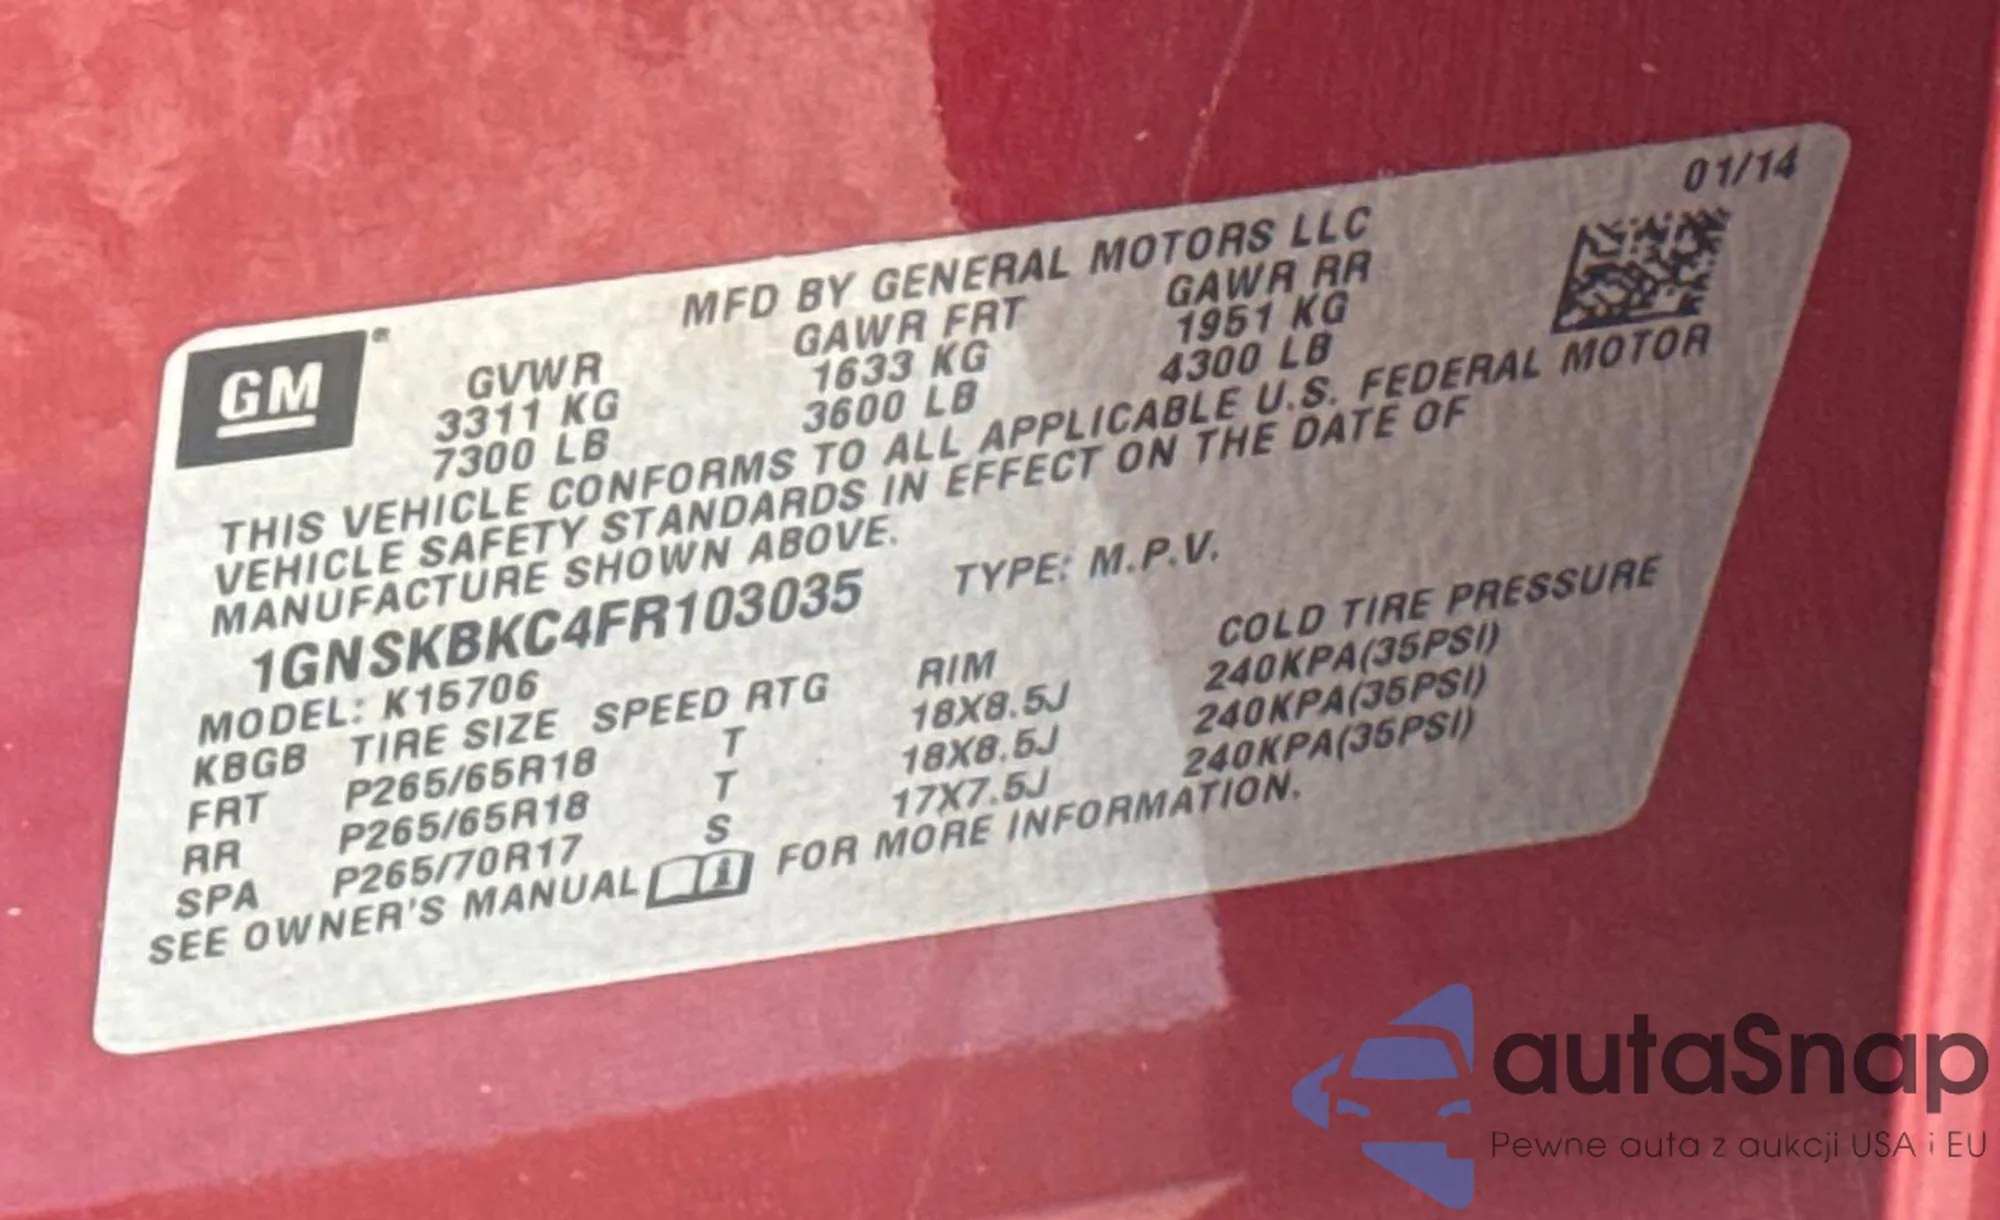 01/14
MFD BY GENERAL MOTORS LLC
GM ®
GVWR GAWR FRT GAWR RR
3311 KG 1633 KG 1951 KG
7300 LB 3600 LB 4300 LB
THIS VEHICLE CONFORMS TO ALL APPLICABLE U.S. FEDERAL MOTOR
VEHICLE SAFETY STANDARDS IN EFFECT ON THE DATE OF
MANUFACTURE SHOWN ABOVE.
1GNSKBKC4FR103035 TYPE: M.P.V.
MODEL: K15706
KBGB TIRE SIZE SPEED RTG RIM COLD TIRE PRESSURE
FRT P265/65R18 T 18X8.5J 240KPA(35PSI)
RR P265/65R18 T 18X8.5J 240KPA(35PSI)
SPA P265/70R17 S 17X7.5J 240KPA(35PSI)
SEE OWNER'S MANUAL FOR MORE INFORMATION.
autaSnap
Pewne auta z aukcji USA i EU